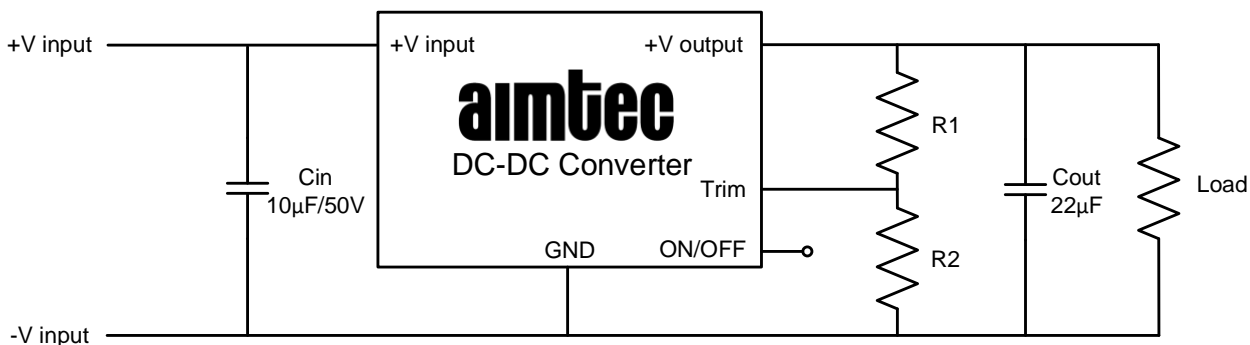 +V input
+V input
+V output
aimtec
DC-DC Converter
R1
Cin
10µF/50V
Trim
Cout
22µF
Load
GND
ON/OFF
R2
-V input